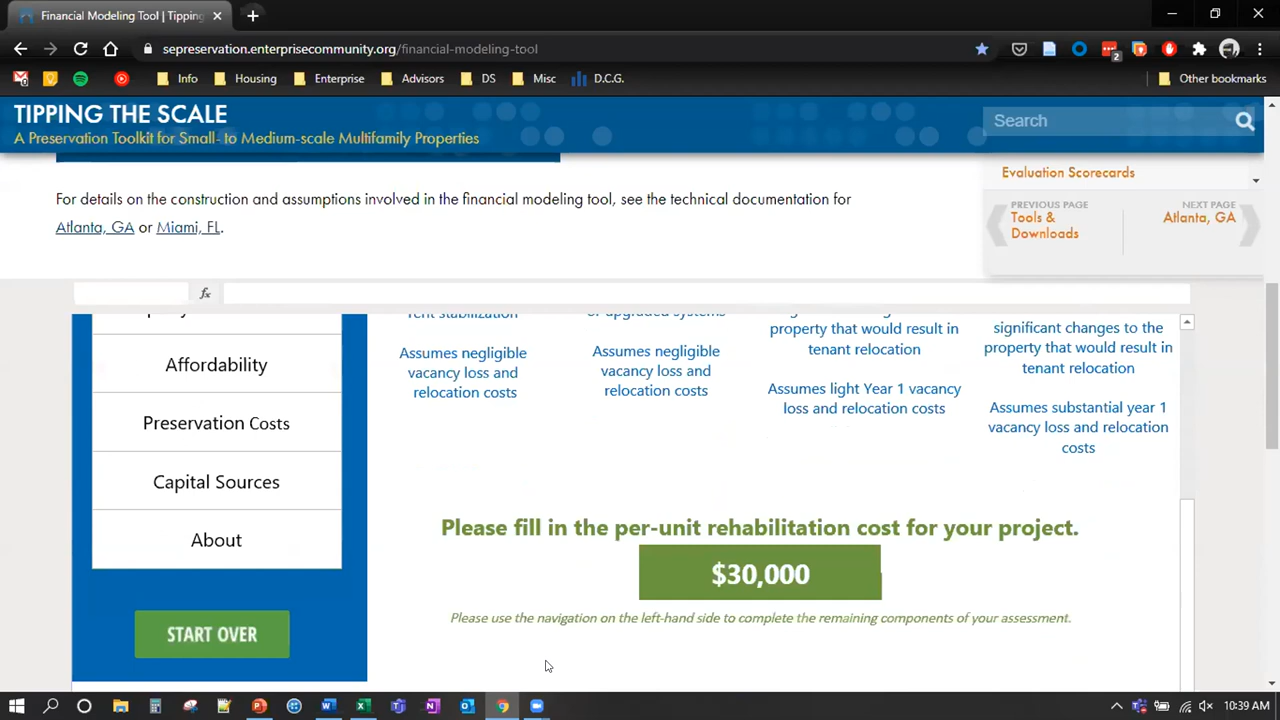 Financial Modeling Tool | Tipping
sepreservation.enterprisecommunity.org/financial-modeling-tool
2
Info
Housing
Enterprise
Advisors
DS
Misc
D.C.G.
Other bookmarks
TIPPING THE SCALE
A Preservation Toolkit for Small- to Medium-scale Multifamily Properties
Search
Evaluation Scorecards
PREVIOUS PAGE
Tools &
Downloads
NEXT PAGE
Atlanta, GA
For details on the construction and assumptions involved in the financial modeling tool, see the technical documentation for
Atlanta, GA or Miami, FL.
fx
Affordability
Preservation Costs
Capital Sources
About
START OVER
rent stabilization
Assumes negligible
vacancy loss and
relocation costs
or upgraded systems
Assumes negligible
vacancy loss and
relocation costs
property that would result in
tenant relocation
Assumes light Year 1 vacancy
loss and relocation costs
significant changes to the
property that would result in
tenant relocation
Assumes substantial year 1
vacancy loss and relocation
costs
Please fill in the per-unit rehabilitation cost for your project.
$30,000
Please use the navigation on the left-hand side to complete the remaining components of your assessment.
10:39 AM